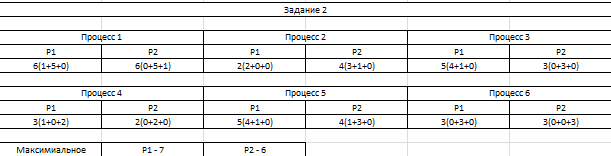 Задание 2
Процесс 1 Процесс 2 Процесс 3
P1 P2 P1 P2 P1 P2
6(1+5+0) 6(0+5+1) 2(2+0+0) 4(3+1+0) 5(4+1+0) 3(0+3+0)
Процесс 4 Процесс 5 Процесс 6
P1 P2 P1 P2 P1 P2
3(1+0+2) 2(0+2+0) 5(4+1+0) 4(1+3+0) 3(0+3+0) 3(0+0+3)
Максимиальное P1 - 7 P2 - 6